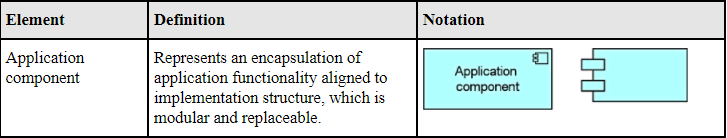 Element
Definition
Notation
Application
component
Represents an encapsulation of
application functionality aligned to
implementation structure, which is
modular and replaceable.
Application
component